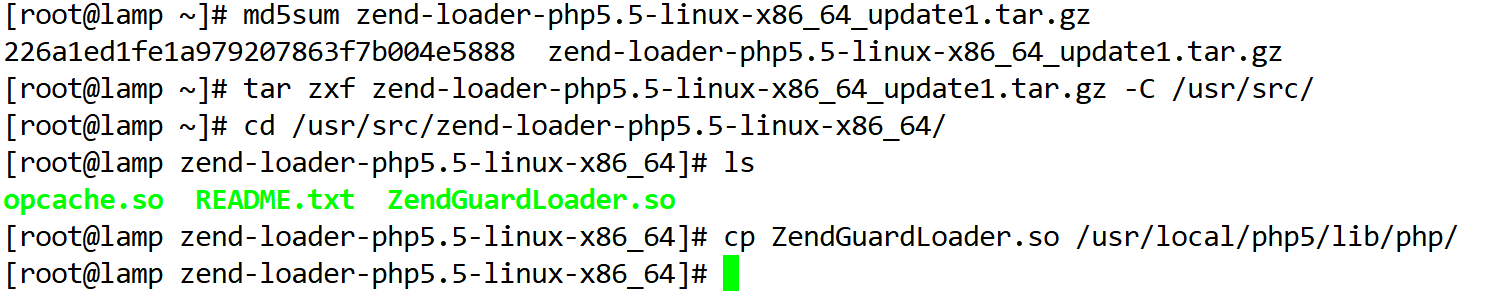 [root@lamp ~]# md5sum zend-loader-php5.5-linux-x86_64_update1.tar.gz
226a1ed1fe1a979207863f7b004e5888  zend-loader-php5.5-linux-x86_64_update1.tar.gz
[root@lamp ~]# tar zxf zend-loader-php5.5-linux-x86_64_update1.tar.gz -C /usr/src/
[root@lamp ~]# cd /usr/src/zend-loader-php5.5-linux-x86_64/
[root@lamp zend-loader-php5.5-linux-x86_64]# ls
opcache.so  README.txt  ZendGuardLoader.so
[root@lamp zend-loader-php5.5-linux-x86_64]# cp ZendGuardLoader.so /usr/local/php5/lib/php/
[root@lamp zend-loader-php5.5-linux-x86_64]#